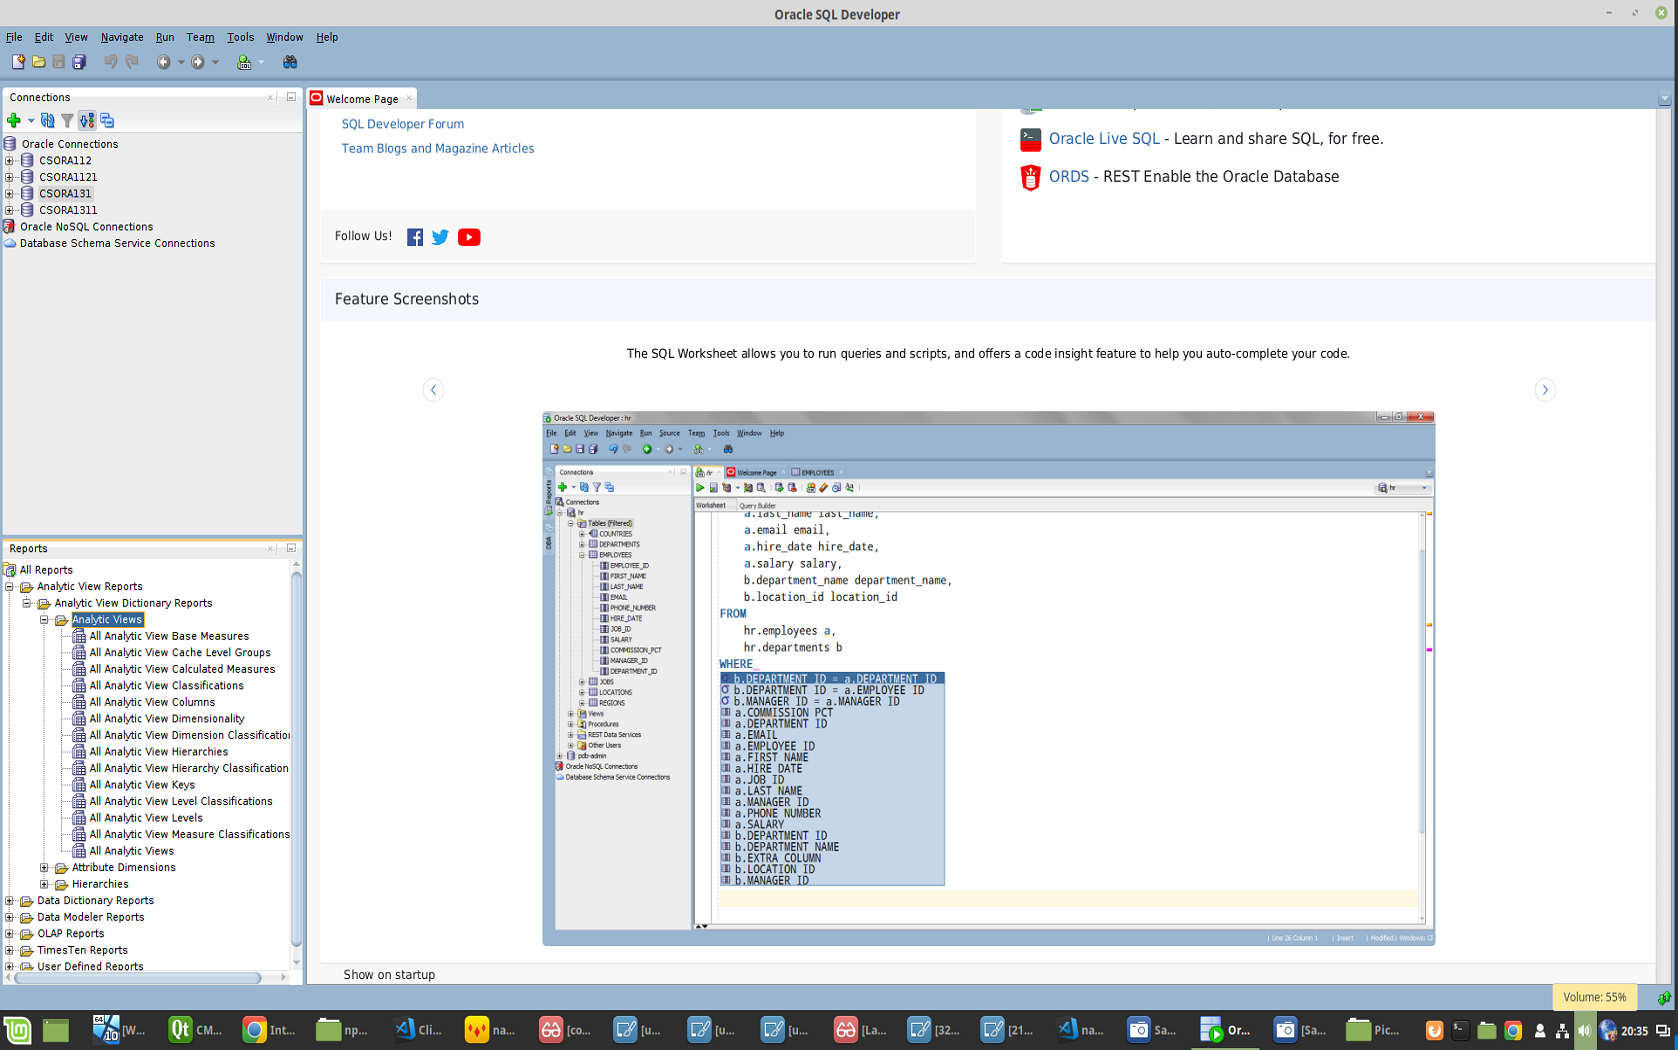 Oracle SQL Developer
File Edit View Navigate Run Team Tools Window Help
Connections
Oracle Connections
CSORA112
CSORA1121
CSORA131
CSORA1311
Oracle NoSQL Connections
Database Schema Service Connections
Reports
All Reports
Analytic View Reports
Analytic View Dictionary Reports
Analytic Views
All Analytic View Base Measures
All Analytic View Cache Level Groups
All Analytic View Calculated Measures
All Analytic View Classifications
All Analytic View Columns
All Analytic View Dimensionality
All Analytic View Dimension Classificatio
All Analytic View Hierarchies
All Analytic View Hierarchy Classification
All Analytic View Keys
All Analytic View Level Classifications
All Analytic View Levels
All Analytic View Measure Classifications
All Analytic Views
Attribute Dimensions
Hierarchies
Data Dictionary Reports
Data Modeler Reports
OLAP Reports
TimesTen Reports
User Defined Reports
Welcome Page
SQL Developer Forum
Team Blogs and Magazine Articles
Follow Us!
Oracle Live SQL - Learn and share SQL, for free.
ORDS - REST Enable the Oracle Database
Feature Screenshots
The SQL Worksheet allows you to run queries and scripts, and offers a code insight feature to help you auto-complete your code.
Oracle SQL Developer : hr
File Edit View Navigate Run Source Team Tools Window Help
Reports
DBA
Connections
Connections
hr
Tables (Filtered)
COUNTRIES
DEPARTMENTS
EMPLOYEES
EMPLOYEE_ID
FIRST_NAME
LAST_NAME
EMAIL
PHONE_NUMBER
HIRE_DATE
JOB_ID
SALARY
COMMISSION_PCT
MANAGER_ID
DEPARTMENT_ID
JOBS
LOCATIONS
REGIONS
Views
Procedures
REST Data Services
Other Users
pdb-admin
Oracle NoSQL Connections
Database Schema Service Connections
hr Welcome Page EMPLOYEES
hr
Worksheet Query Builder
a.last_name last_name,
a.email email,
a.hire_date hire_date,
a.salary salary,
b.department_name department_name,
b.location_id location_id
FROM
hr.employees a,
hr.departments b
WHERE
b.DEPARTMENT_ID = a.DEPARTMENT_ID
b.DEPARTMENT_ID = a.EMPLOYEE_ID
b.MANAGER_ID = a.MANAGER_ID
a.COMMISSION_PCT
a.DEPARTMENT_ID
a.EMAIL
a.EMPLOYEE_ID
a.FIRST_NAME
a.HIRE_DATE
a.JOB_ID
a.LAST_NAME
a.MANAGER_ID
a.PHONE_NUMBER
a.SALARY
b.DEPARTMENT_ID
b.DEPARTMENT_NAME
b.EXTRA_COLUMN
b.LOCATION_ID
b.MANAGER_ID
| Line 26 Column 1 | Insert | Modified | Windows: Cl
Show on startup
Volume: 55%
[W... CM... Int... np... Cli... na... [co... [u... [u... [u... [La... [32... [21... na... Sa... Or... [Sa... Pic... 20:35